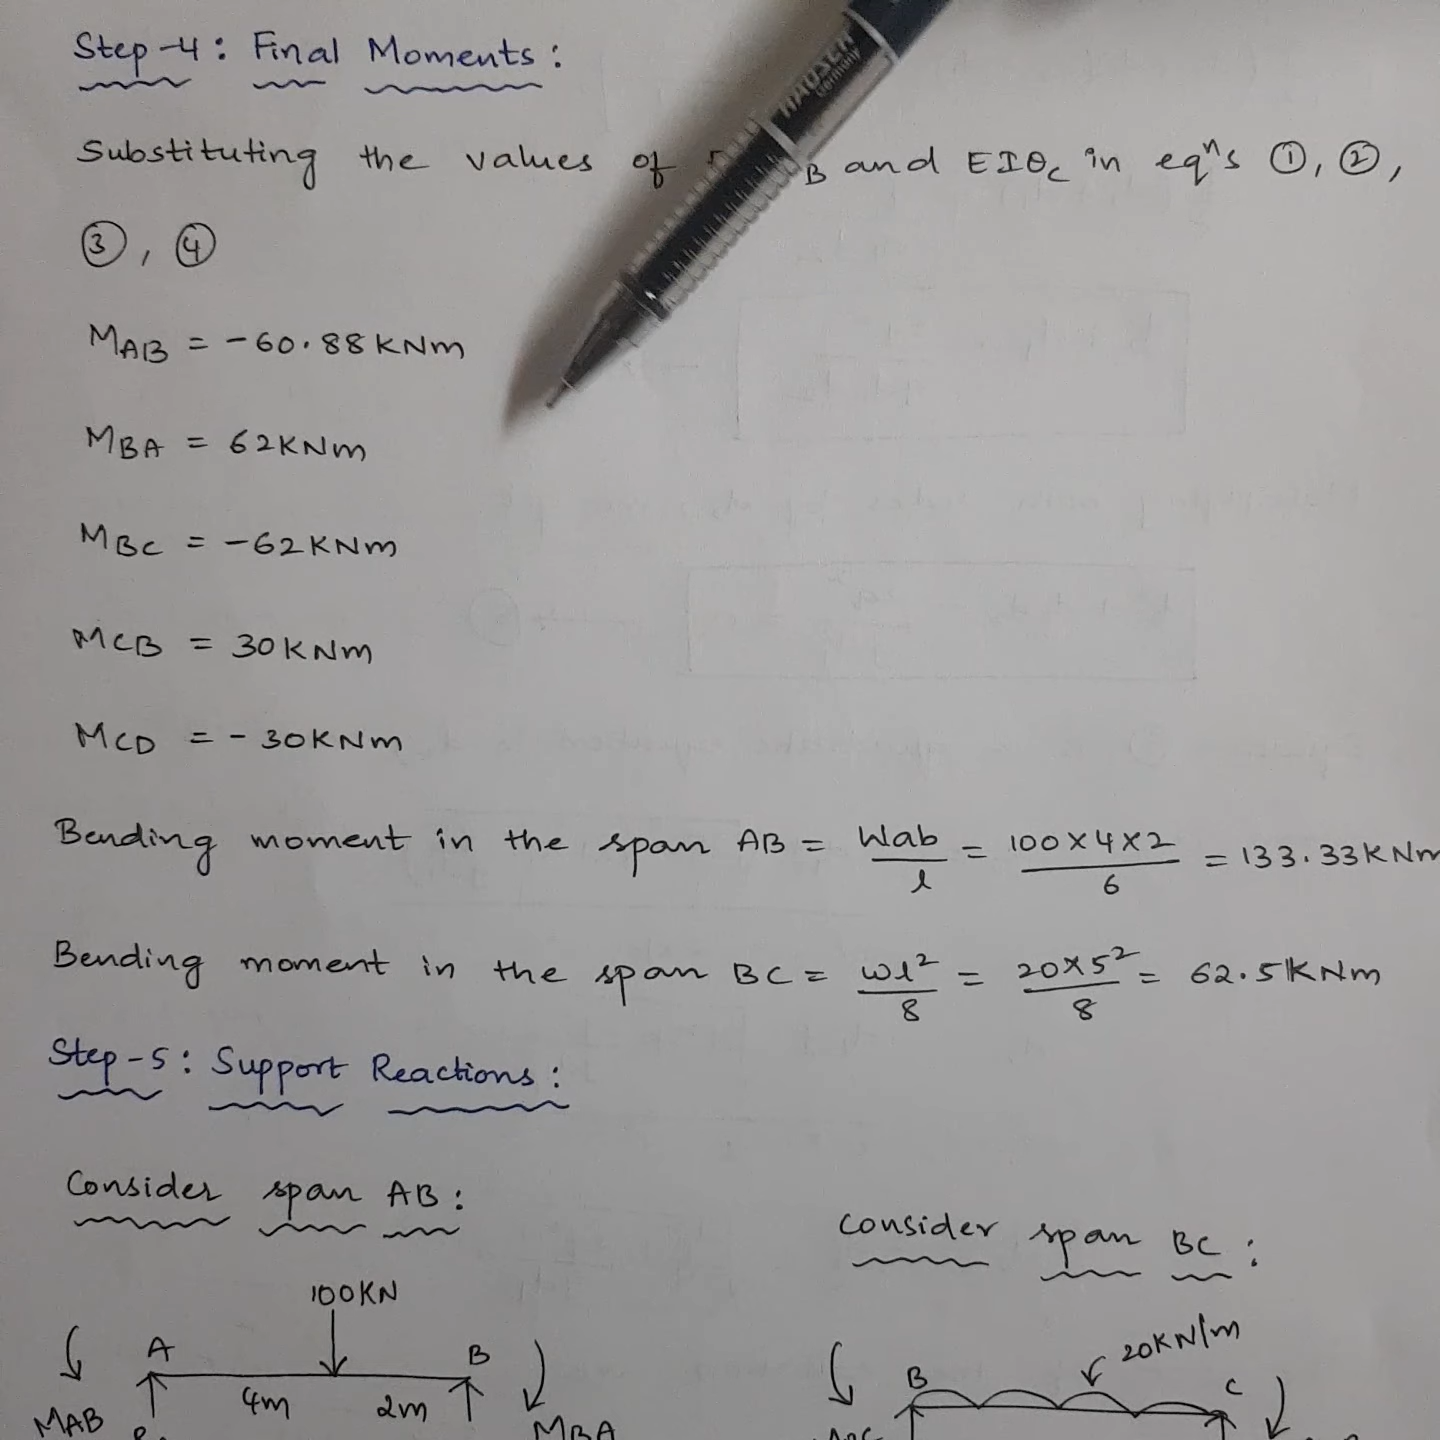 Step-4: Final Moments:
HAUSER
Germany
Substituting the values of B and EIθC in eqⁿs ①, ②,
③, ④
MAB = -60.88KNm
MBA = 62KNm
MBC = -62KNm
MCB = 30KNm
MCD = -30KNm
Bending moment in the span AB = Wab/l = 100×4×2/6 = 133.33KNm
Bending moment in the span BC = wl²/8 = 20×5²/8 = 62.5KNm
Step-5: Support Reactions:
Consider span AB:
Consider span BC:
100KN
20KN/m
A B
B C
4m 2m
MAB MBA